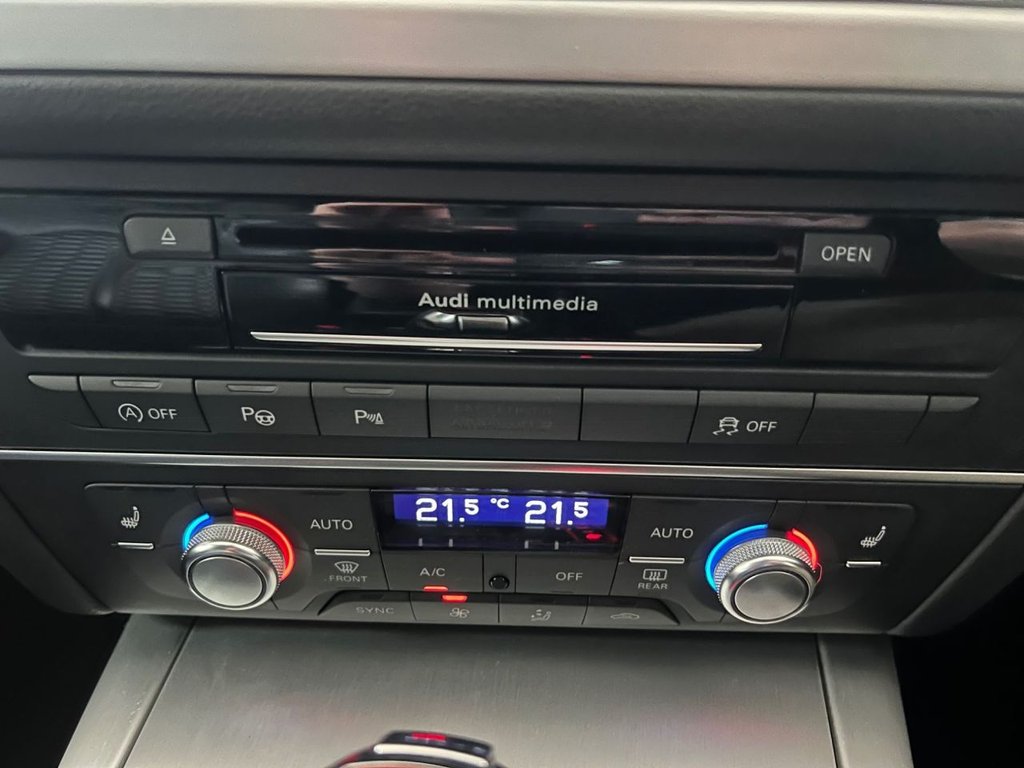 OPEN
Audi multimedia
A OFF
P
P
OFF
21.5 °C 21.5
AUTO
AUTO
FRONT
A/C
OFF
REAR
SYNC